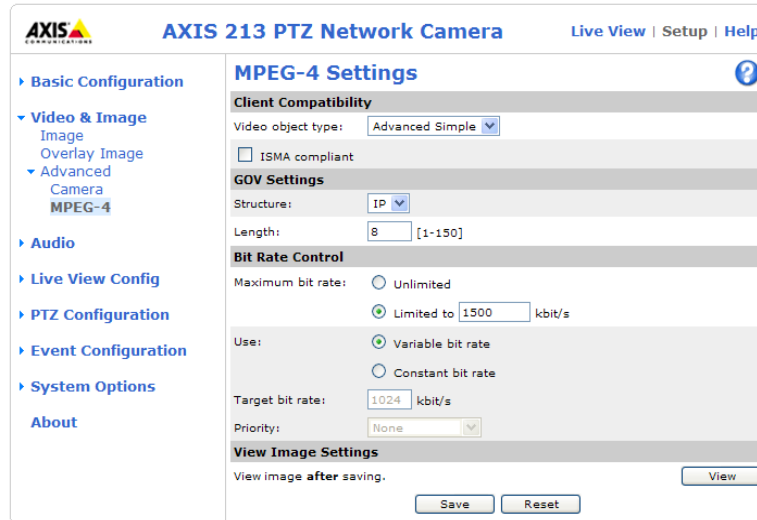 AXIS COMMUNICATIONS
AXIS 213 PTZ Network Camera
Live View | Setup | Help
Basic Configuration
Video & Image
Image
Overlay Image
Advanced
Camera
MPEG-4
Audio
Live View Config
PTZ Configuration
Event Configuration
System Options
About
MPEG-4 Settings
?
Client Compatibility
Video object type: Advanced Simple
ISMA compliant
GOV Settings
Structure: IP
Length: 8 [1-150]
Bit Rate Control
Maximum bit rate: Unlimited
Limited to 1500 kbit/s
Use: Variable bit rate
Constant bit rate
Target bit rate: 1024 kbit/s
Priority: None
View Image Settings
View image after saving. View
Save Reset